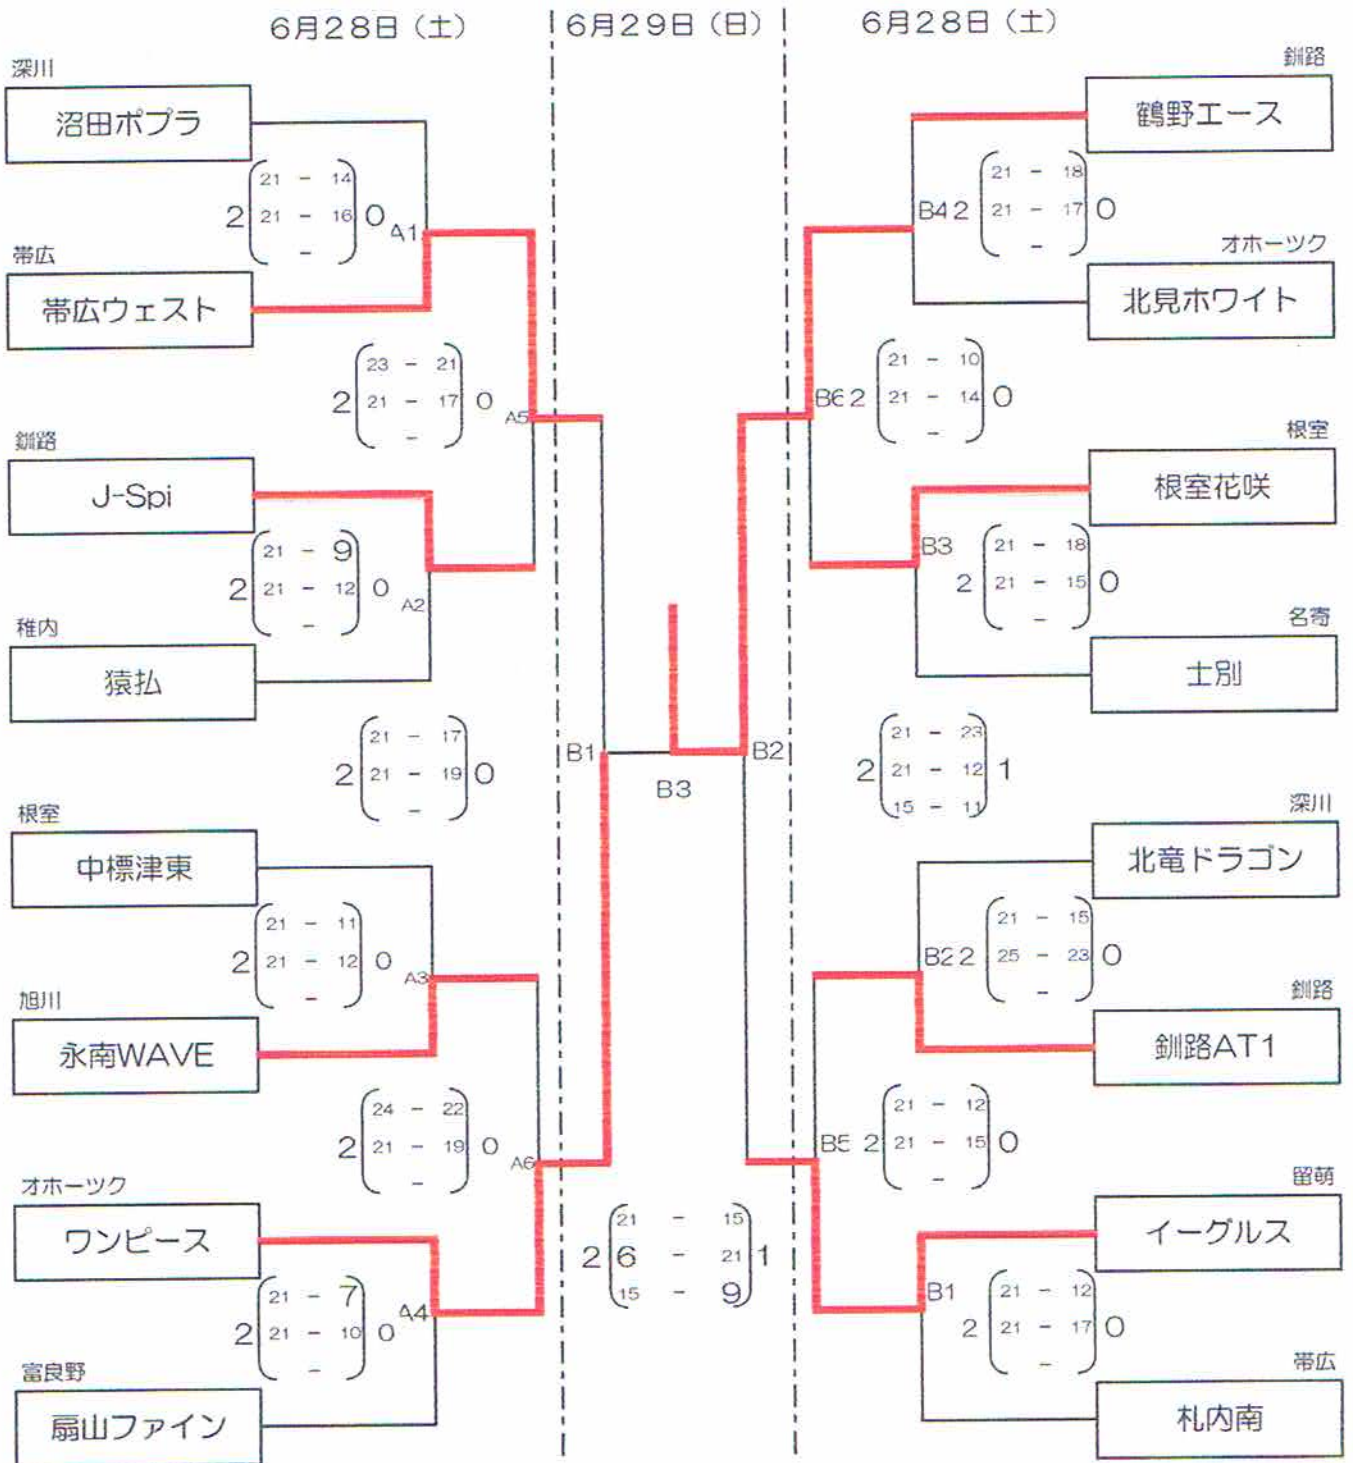 6月28日（土） 6月29日（日） 6月28日（土）
深川
沼田ポプラ
21 - 14
2 21 - 16 0 A1
-
帯広
帯広ウェスト
23 - 21
2 21 - 17 0 A5
-
釧路
J-Spi
21 - 9
2 21 - 12 0 A2
-
稚内
猿払
21 - 17
2 21 - 19 0
-
根室
中標津東
21 - 11
2 21 - 12 0 A3
-
旭川
永南WAVE
24 - 22
2 21 - 19 0 A6
-
オホーツク
ワンピース
21 - 7
2 21 - 10 0 A4
-
富良野
扇山ファイン
B1 B2
B3
21 - 15
2 6 - 21 1
15 - 9
釧路
鶴野エース
21 - 18
B4 2 21 - 17 0
-
オホーツク
北見ホワイト
21 - 10
B6 2 21 - 14 0
-
根室
根室花咲
B3 21 - 18
2 21 - 15 0
-
名寄
士別
21 - 23
2 21 - 12 1
15 - 11
深川
北竜ドラゴン
21 - 15
B2 2 25 - 23 0
-
釧路
釧路AT1
21 - 12
B5 2 21 - 15 0
-
留萌
イーグルス
B1 21 - 12
2 21 - 17 0
-
帯広
札内南